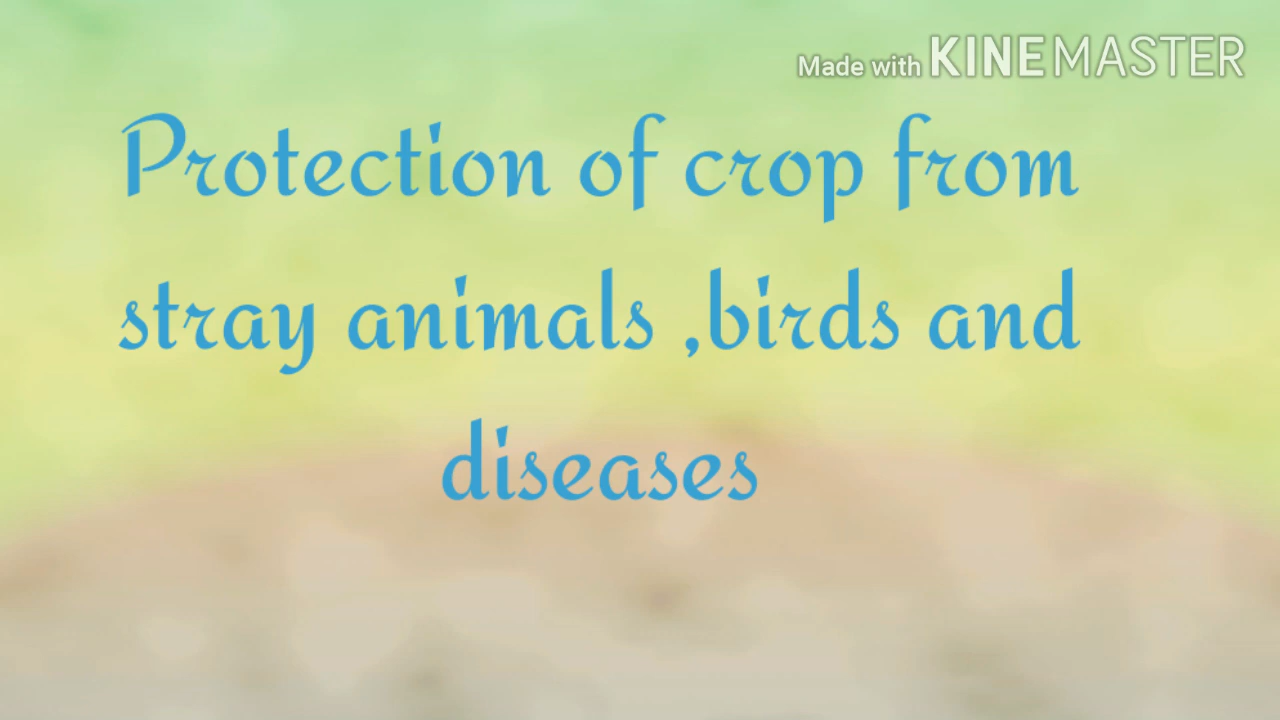 Made with KINEMASTER
Protection of crop from
stray animals ,birds and
diseases